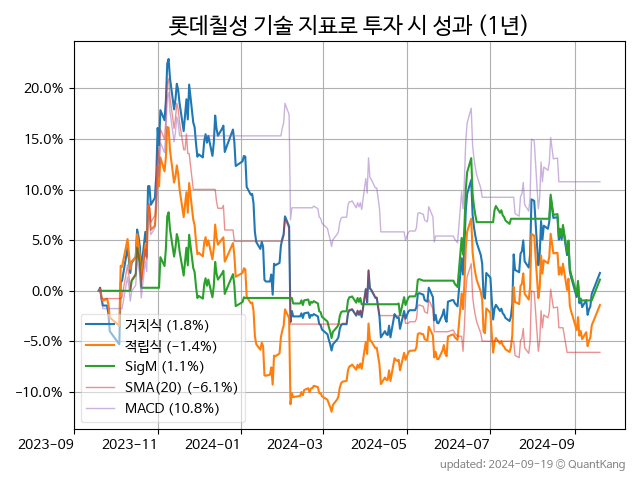 롯데칠성 기술 지표로 투자 시 성과 (1년)
20.0%
15.0%
10.0%
5.0%
0.0%
−5.0%
−10.0%
거치식 (1.8%)
적립식 (−1.4%)
SigM (1.1%)
SMA(20) (−6.1%)
MACD (10.8%)
2023-09
2023-11
2024-01
2024-03
2024-05
2024-07
2024-09
updated: 2024-09-19 © QuantKang